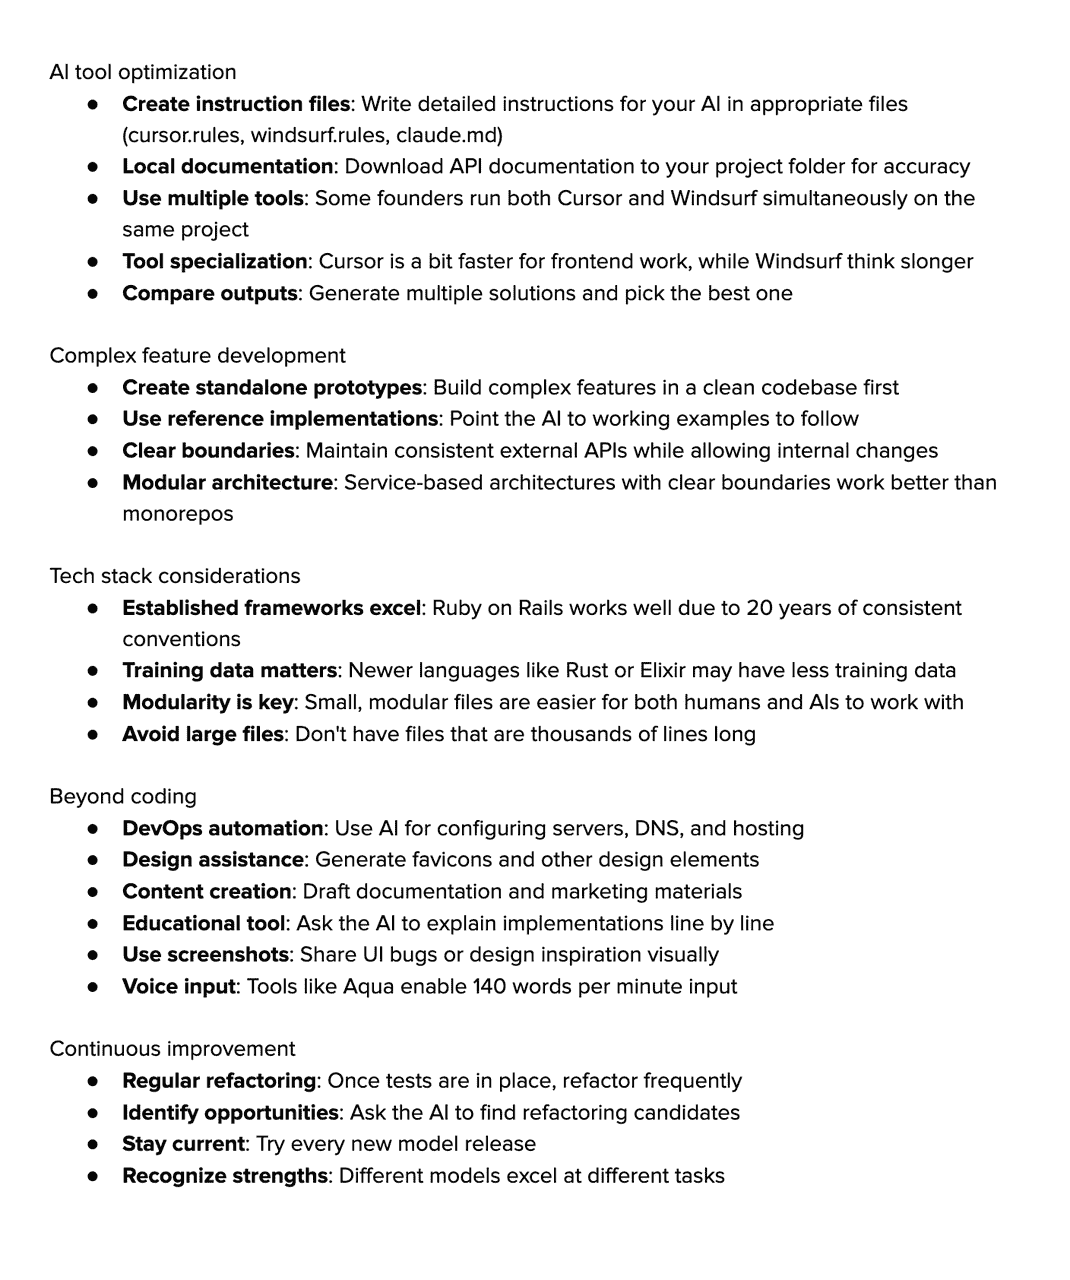 AI tool optimization
● Create instruction files: Write detailed instructions for your AI in appropriate files
(cursor.rules, windsurf.rules, claude.md)
● Local documentation: Download API documentation to your project folder for accuracy
● Use multiple tools: Some founders run both Cursor and Windsurf simultaneously on the
same project
● Tool specialization: Cursor is a bit faster for frontend work, while Windsurf think slonger
● Compare outputs: Generate multiple solutions and pick the best one
Complex feature development
● Create standalone prototypes: Build complex features in a clean codebase first
● Use reference implementations: Point the AI to working examples to follow
● Clear boundaries: Maintain consistent external APIs while allowing internal changes
● Modular architecture: Service-based architectures with clear boundaries work better than
monorepos
Tech stack considerations
● Established frameworks excel: Ruby on Rails works well due to 20 years of consistent
conventions
● Training data matters: Newer languages like Rust or Elixir may have less training data
● Modularity is key: Small, modular files are easier for both humans and AIs to work with
● Avoid large files: Don't have files that are thousands of lines long
Beyond coding
● DevOps automation: Use AI for configuring servers, DNS, and hosting
● Design assistance: Generate favicons and other design elements
● Content creation: Draft documentation and marketing materials
● Educational tool: Ask the AI to explain implementations line by line
● Use screenshots: Share UI bugs or design inspiration visually
● Voice input: Tools like Aqua enable 140 words per minute input
Continuous improvement
● Regular refactoring: Once tests are in place, refactor frequently
● Identify opportunities: Ask the AI to find refactoring candidates
● Stay current: Try every new model release
● Recognize strengths: Different models excel at different tasks